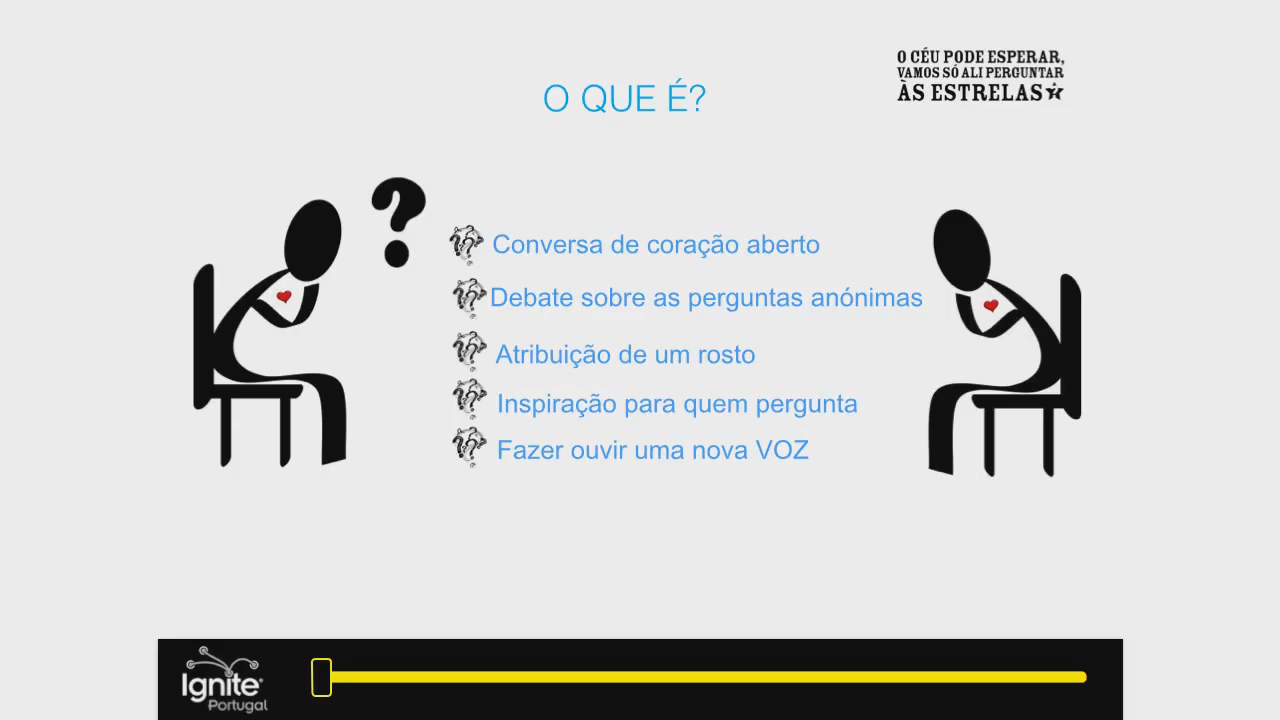 O CÉU PODE ESPERAR,
VAMOS SÓ ALI PERGUNTAR
ÀS ESTRELAS
O QUE É?
?
Conversa de coração aberto
Debate sobre as perguntas anónimas
Atribuição de um rosto
Inspiração para quem pergunta
Fazer ouvir uma nova VOZ
Ignite
Portugal